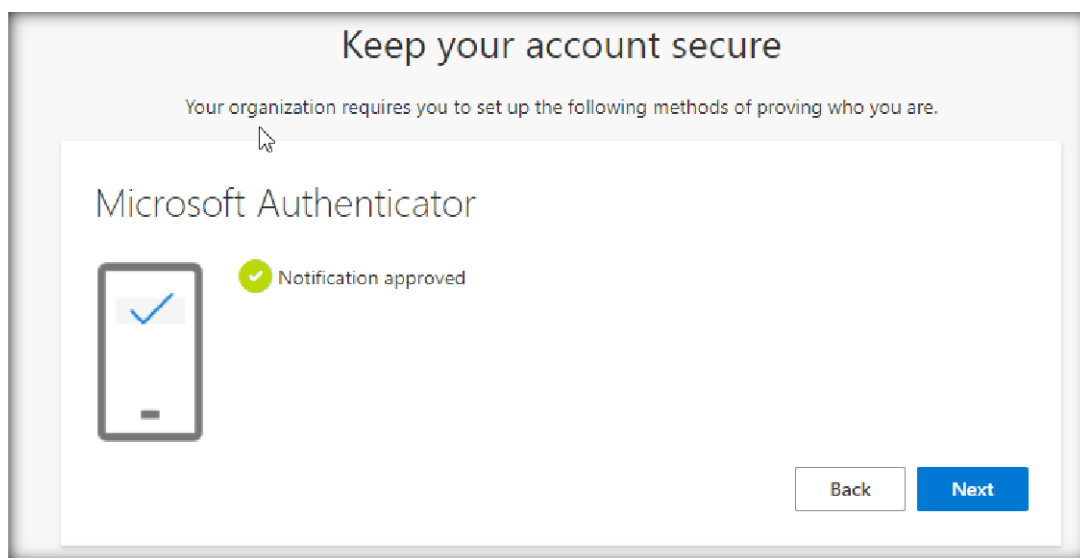 Keep your account secure
Your organization requires you to set up the following methods of proving who you are.
Microsoft Authenticator
Notification approved
Back
Next